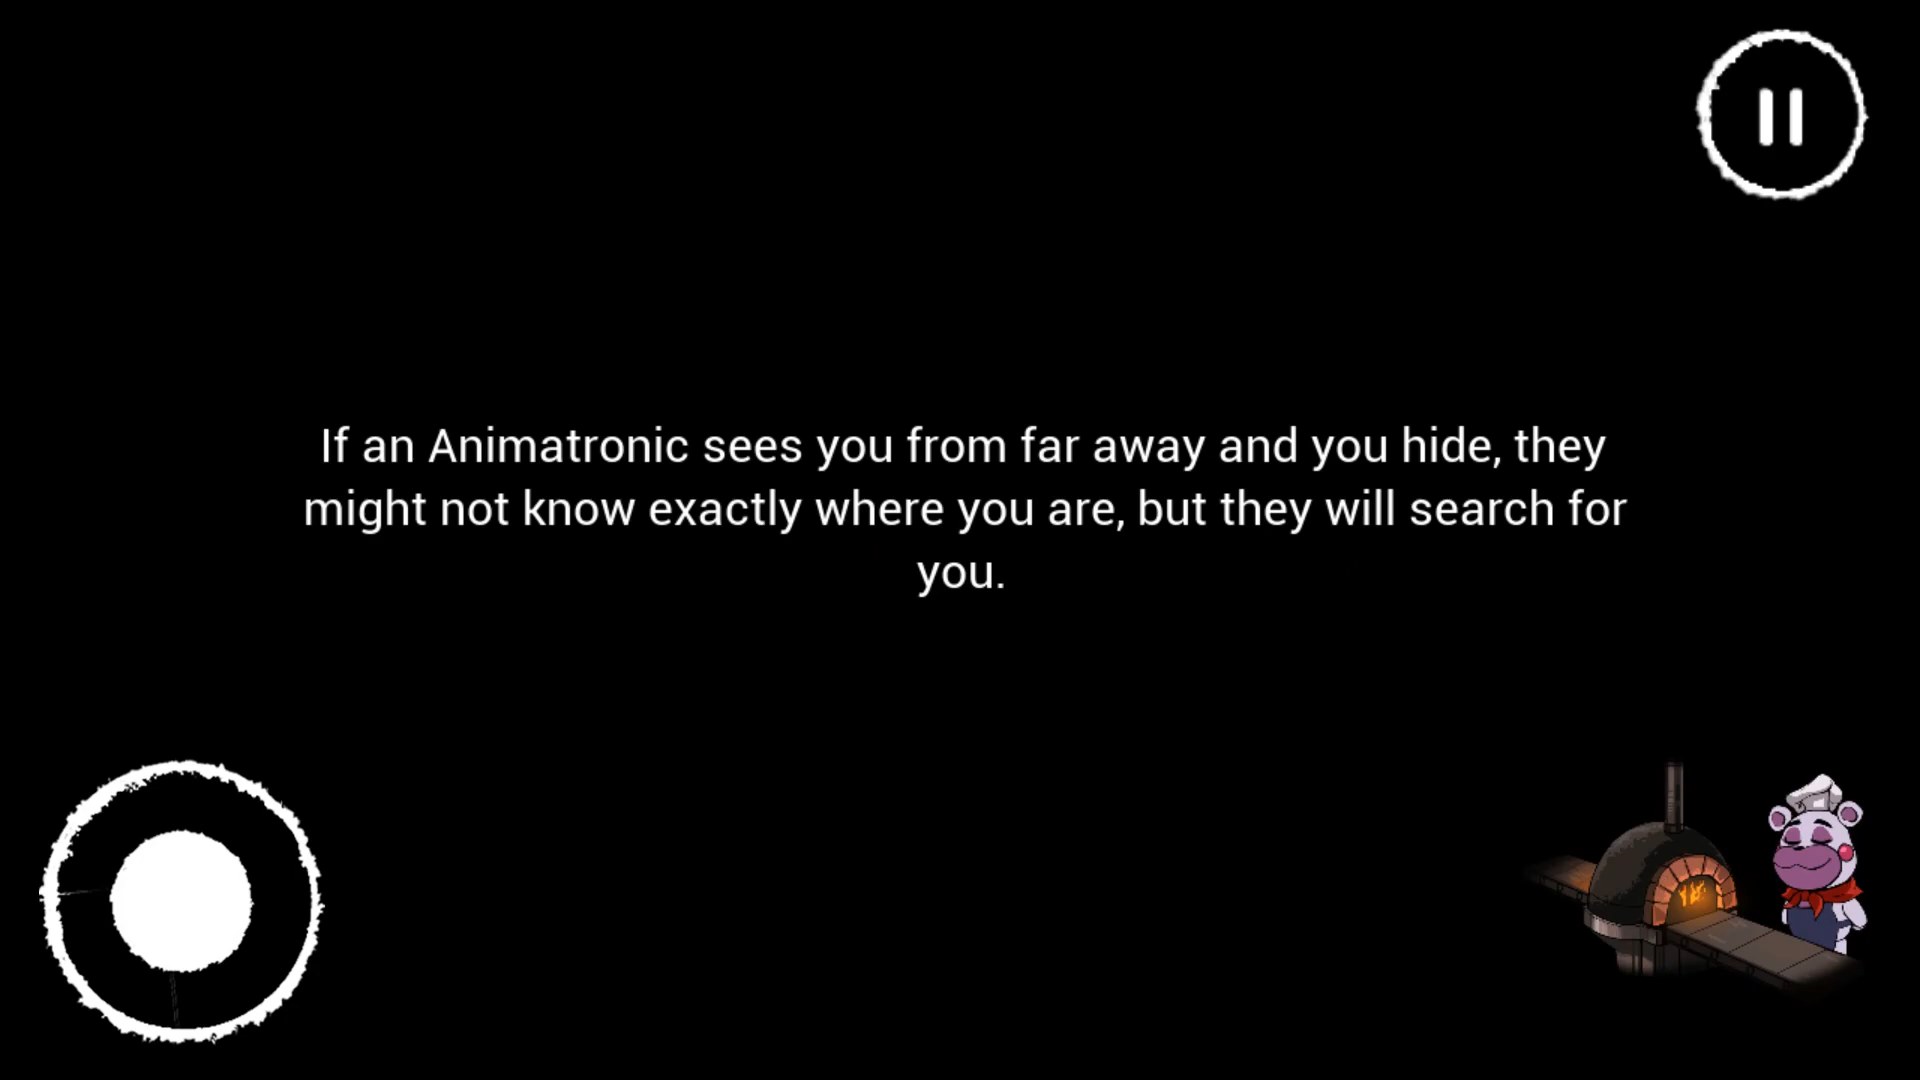 If an Animatronic sees you from far away and you hide, they
might not know exactly where you are, but they will search for
you.